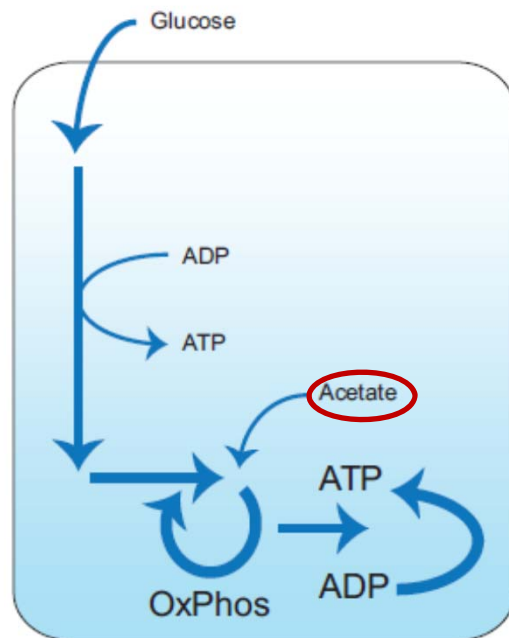 Glucose
ADP
ATP
Acetate
ATP
OxPhos
ADP